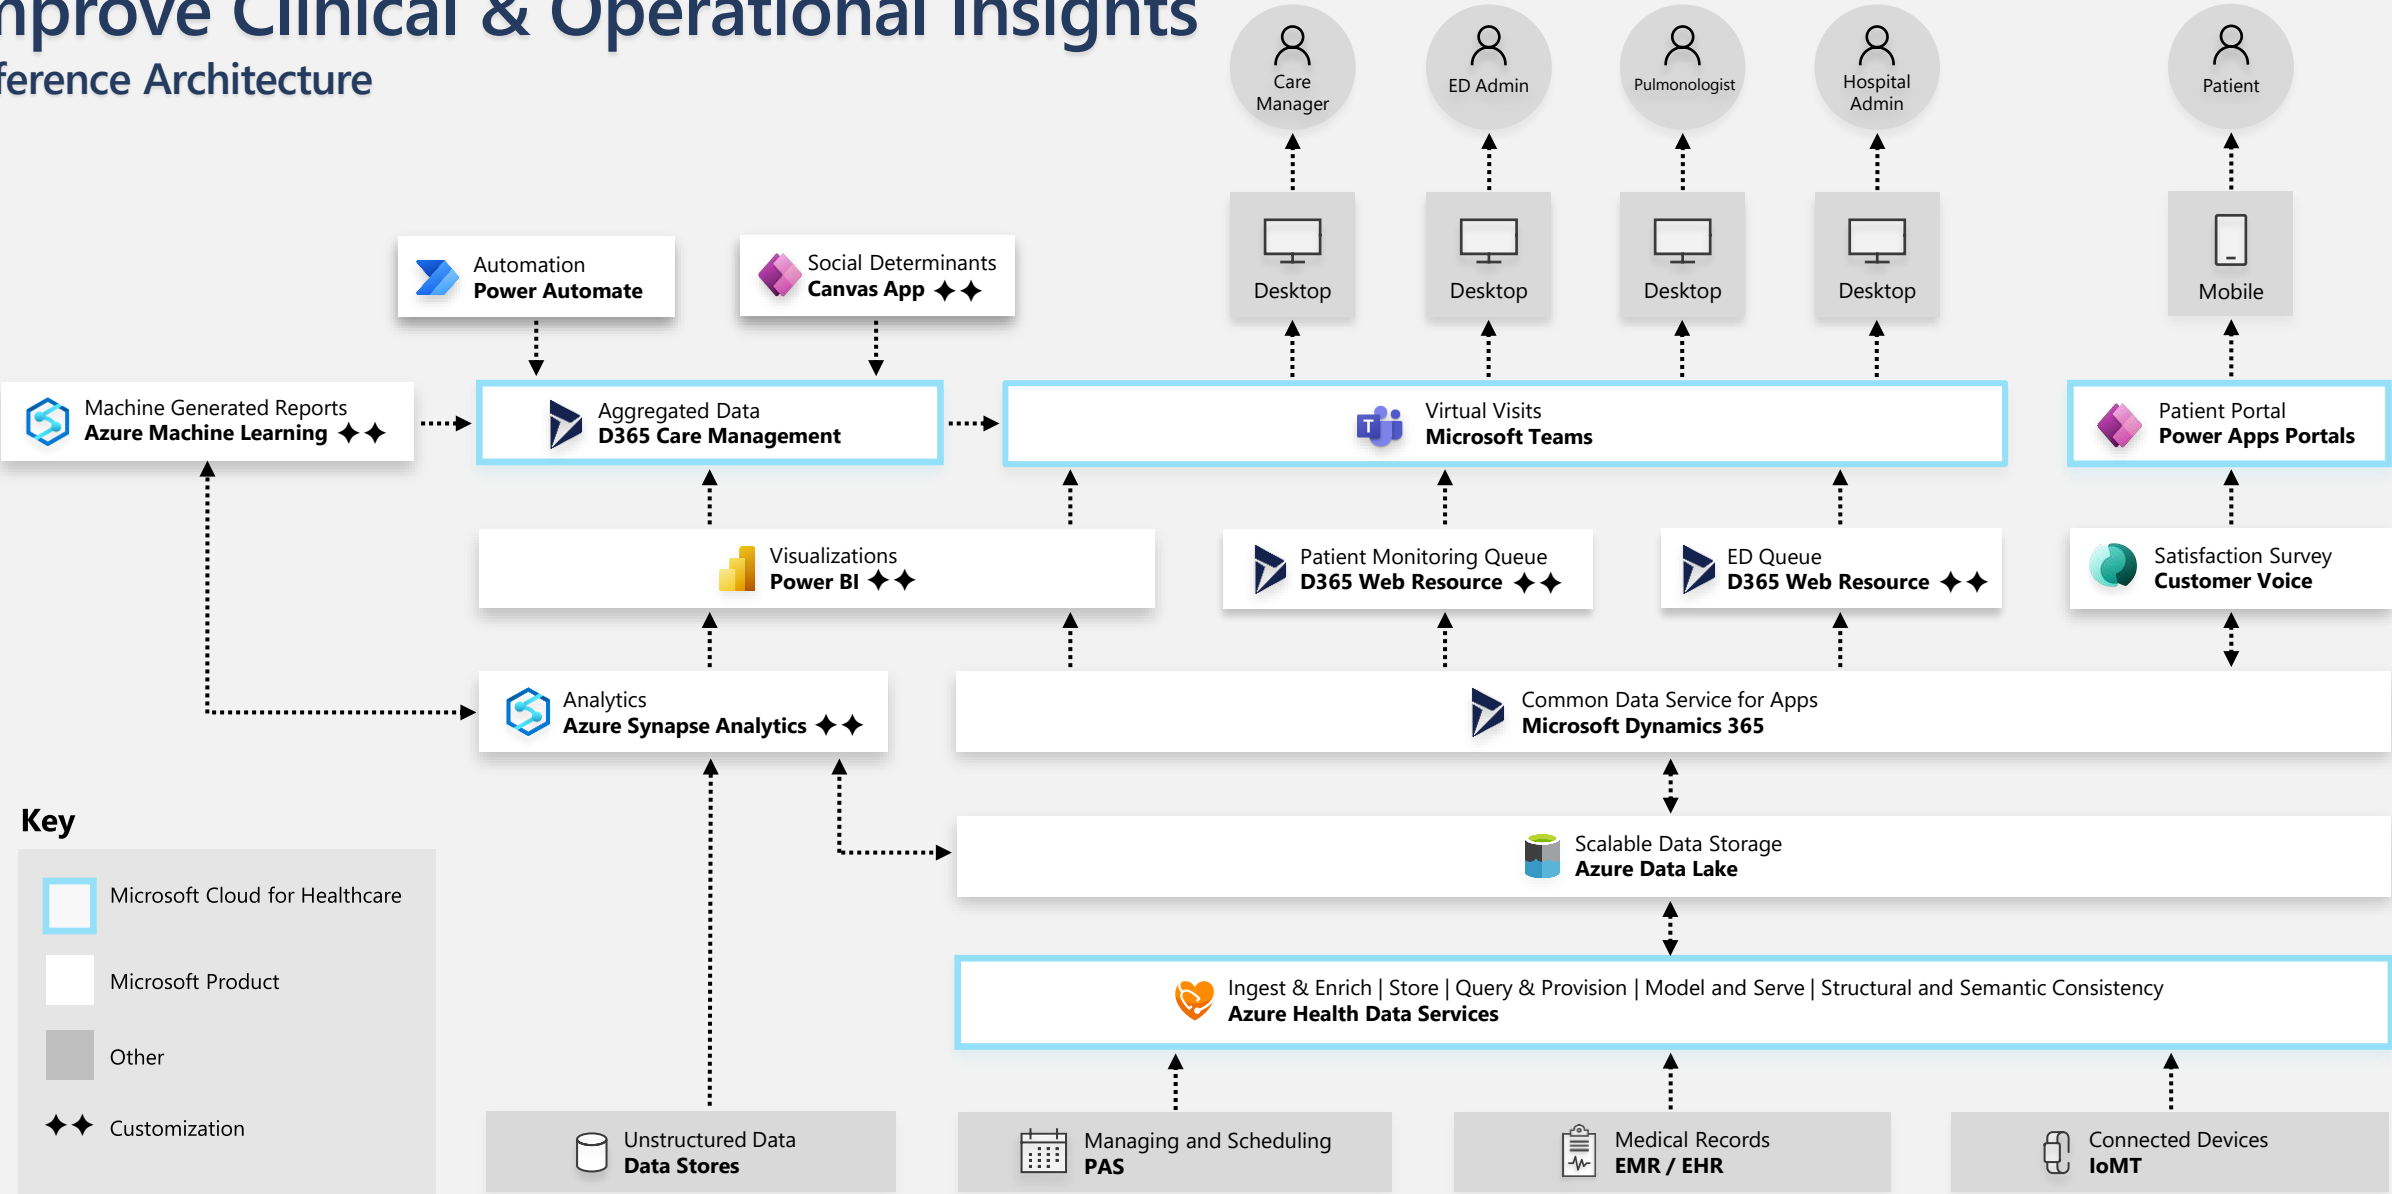 mprove Clinical & Operational Insights
ference Architecture
Care
Manager
ED Admin
Pulmonologist
Hospital
Admin
Patient
Desktop
Desktop
Desktop
Desktop
Mobile
Automation
Power Automate
Social Determinants
Canvas App
Machine Generated Reports
Azure Machine Learning
Aggregated Data
D365 Care Management
Virtual Visits
Microsoft Teams
Patient Portal
Power Apps Portals
Visualizations
Power BI
Patient Monitoring Queue
D365 Web Resource
ED Queue
D365 Web Resource
Satisfaction Survey
Customer Voice
Analytics
Azure Synapse Analytics
Common Data Service for Apps
Microsoft Dynamics 365
Scalable Data Storage
Azure Data Lake
Ingest & Enrich | Store | Query & Provision | Model and Serve | Structural and Semantic Consistency
Azure Health Data Services
Key
Microsoft Cloud for Healthcare
Microsoft Product
Other
Customization
Unstructured Data
Data Stores
Managing and Scheduling
PAS
Medical Records
EMR / EHR
Connected Devices
IoMT